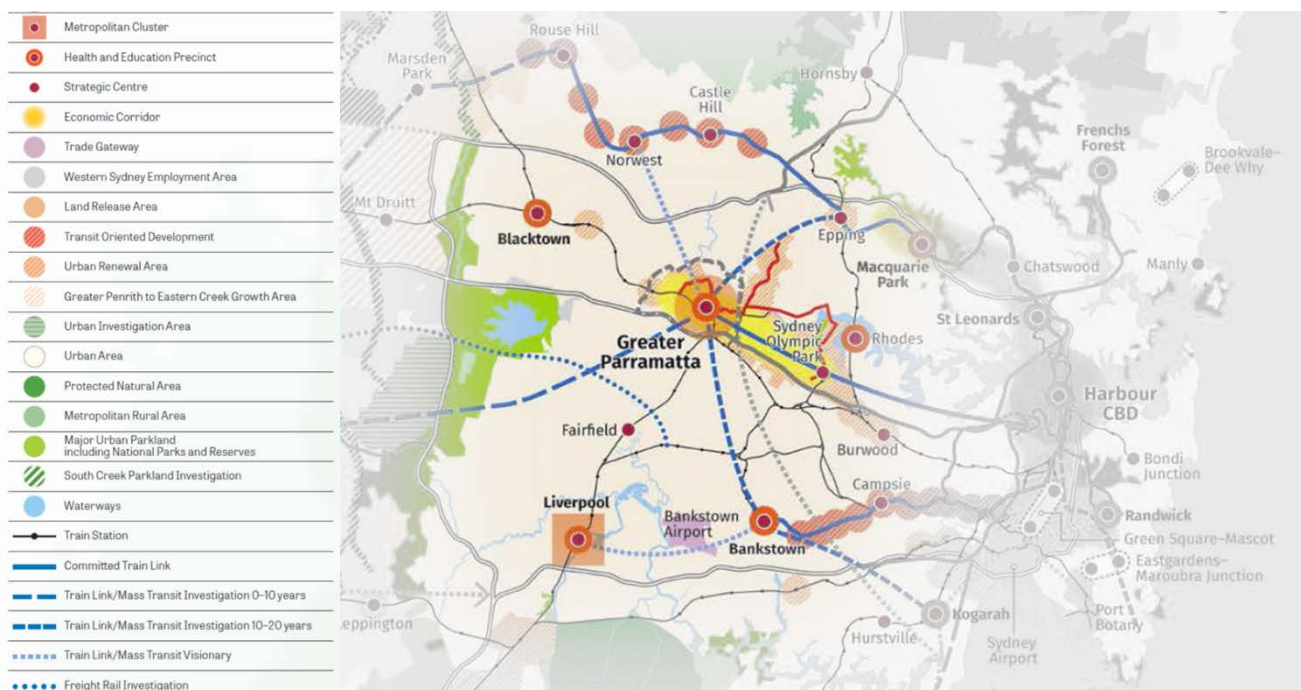 Metropolitan Cluster
Health and Education Precinct
Strategic Centre
Economic Corridor
Trade Gateway
Western Sydney Employment Area
Land Release Area
Transit Oriented Development
Urban Renewal Area
Greater Penrith to Eastern Creek Growth Area
Urban Investigation Area
Urban Area
Protected Natural Area
Metropolitan Rural Area
Major Urban Parkland
including National Parks and Reserves
South Creek Parkland Investigation
Waterways
Train Station
Committed Train Link
Train Link/Mass Transit Investigation 0–10 years
Train Link/Mass Transit Investigation 10–20 years
Train Link/Mass Transit Visionary
Freight Rail Investigation
Rouse Hill
Marsden
Park
Hornsby
Castle
Hill
Norwest
Frenchs
Forest
Brookvale–
Dee Why
Mt Druitt
Blacktown
Epping
Macquarie
Park
Chatswood
Manly
St Leonards
Sydney
Olympic
Park
Rhodes
Greater
Parramatta
Harbour
CBD
Fairfield
Burwood
Bondi
Junction
Campsie
Liverpool
Bankstown
Airport
Bankstown
Randwick
Green Square–Mascot
Eastgardens–
Maroubra Junction
Kogarah
Port
Botany
eppington
Hurstville
Sydney
Airport